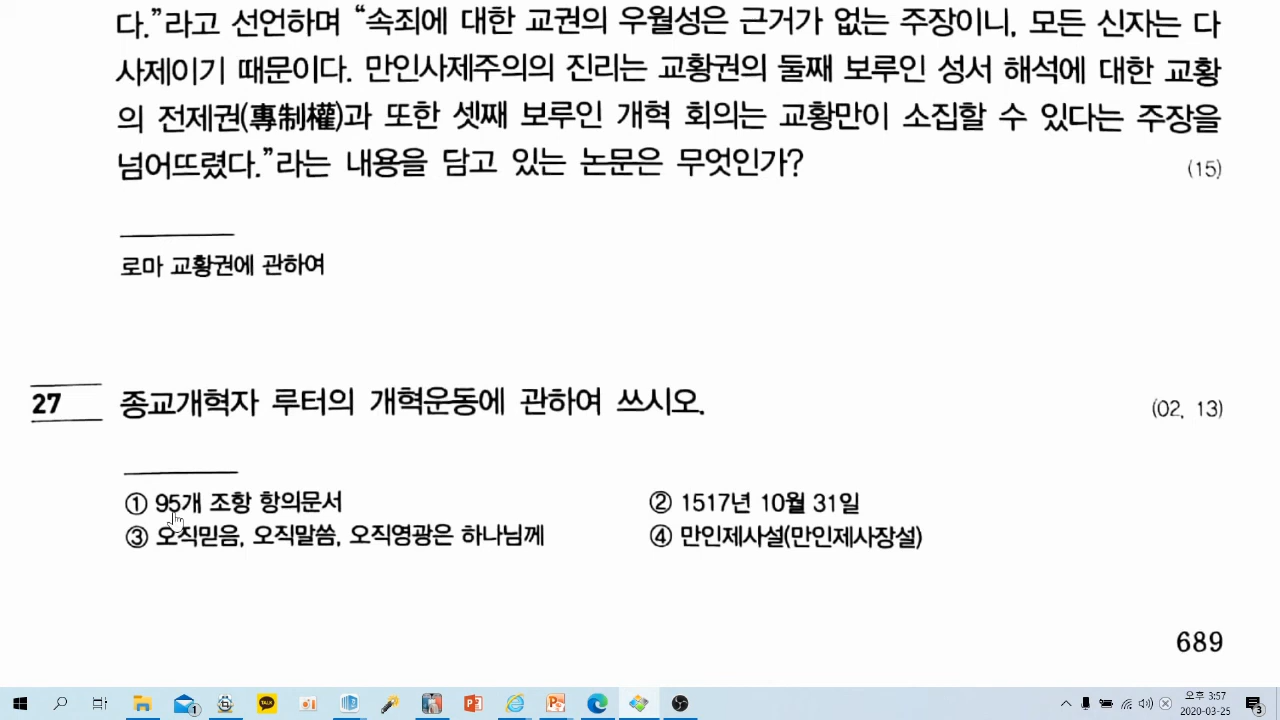 다.”라고 선언하며 “속죄에 대한 교권의 우월성은 근거가 없는 주장이니, 모든 신자는 다
사제이기 때문이다. 만인사제주의의 진리는 교황권의 둘째 보루인 성서 해석에 대한 교황
의 전제권(專制權)과 또한 셋째 보루인 개혁 회의는 교황만이 소집할 수 있다는 주장을
넘어뜨렸다.”라는 내용을 담고 있는 논문은 무엇인가? (15)
로마 교황권에 관하여
27 종교개혁자 루터의 개혁운동에 관하여 쓰시오. (02, 13)
① 95개 조항 항의문서 ② 1517년 10월 31일
③ 오직믿음, 오직말씀, 오직영광은 하나님께 ④ 만인제사설(만인제사장설)
689
오후 3:57
2020-03-25